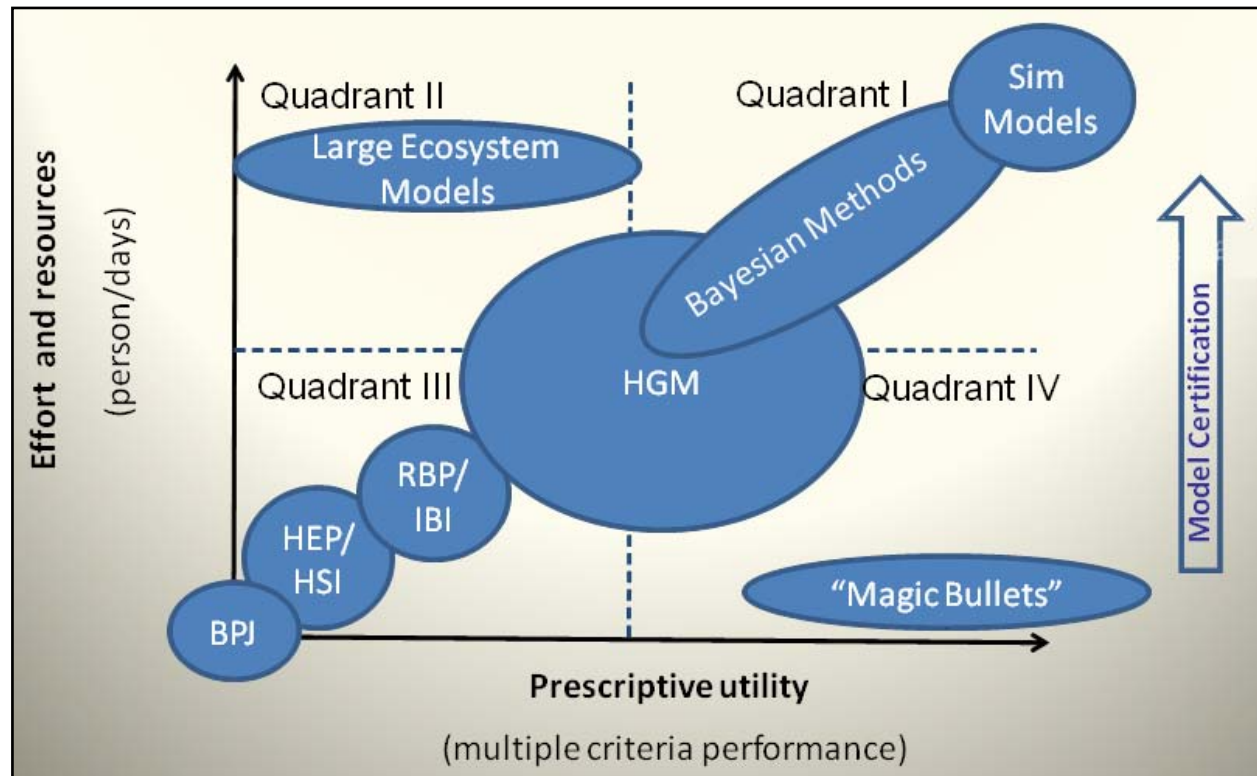 Quadrant II
Quadrant I
Sim
Models
Large Ecosystem
Models
Bayesian Methods
Effort and resources
(person/days)
Model Certification
Quadrant III
HGM
Quadrant IV
RBP/
IBI
HEP/
HSI
"Magic Bullets"
BPJ
Prescriptive utility
(multiple criteria performance)